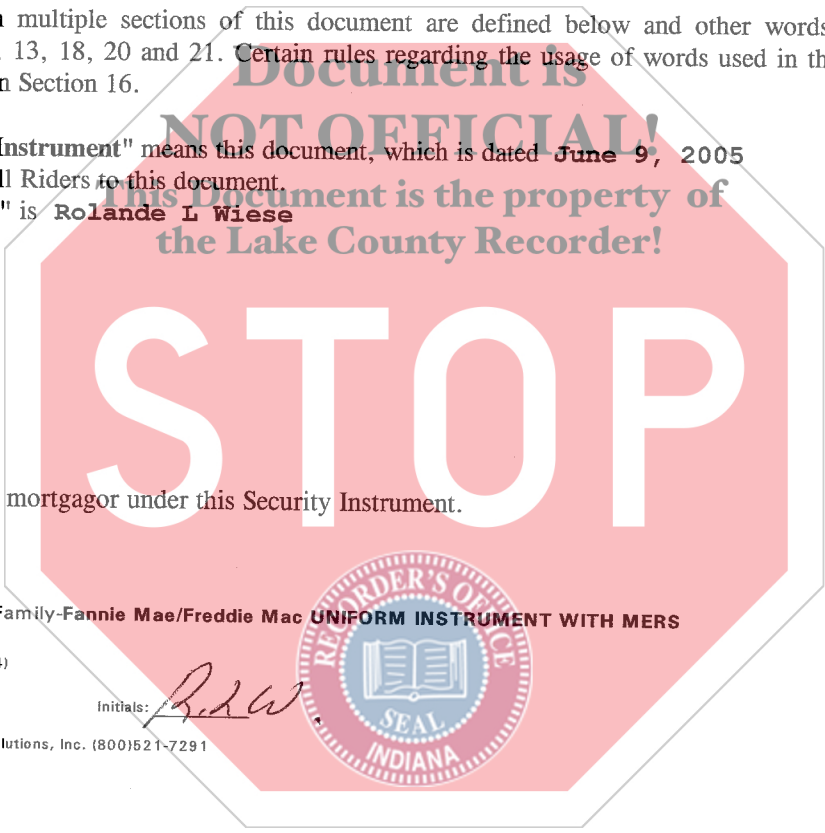 multiple sections of this document are defined below and other words
13, 18, 20 and 21. Certain rules regarding the usage of words used in th
n Section 16.
Document is
NOT OFFICIAL!
Instrument" means this document, which is dated June 9, 2005
ll Riders to this document.
This Document is the property of
" is Rolande L Wiese
the Lake County Recorder!
STOP
mortgagor under this Security Instrument.
Family-Fannie Mae/Freddie Mac UNIFORM INSTRUMENT WITH MERS
Initials: R.L.W.
lutions, Inc. (800)521-7291
RECORDER'S OFFICE
SEAL
INDIANA